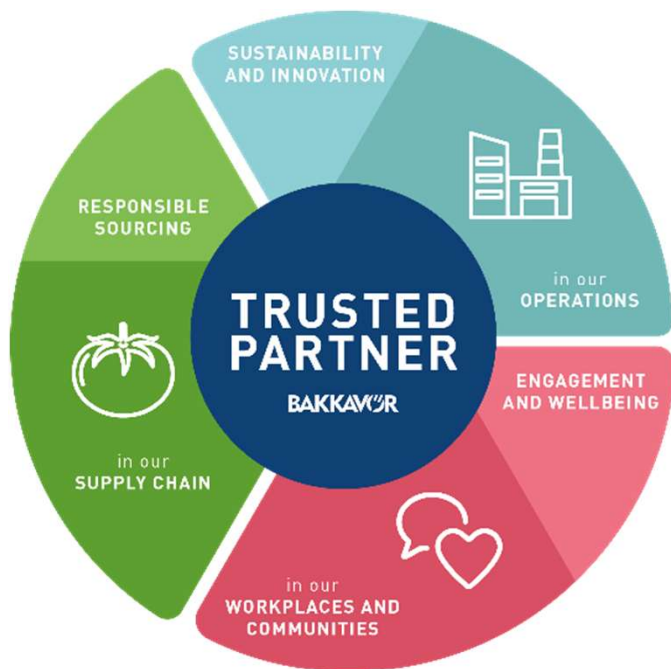 SUSTAINABILITY
AND INNOVATION
in our
OPERATIONS
RESPONSIBLE
SOURCING
in our
SUPPLY CHAIN
TRUSTED
PARTNER
BAKKAVÖR
ENGAGEMENT
AND WELLBEING
in our
WORKPLACES AND
COMMUNITIES